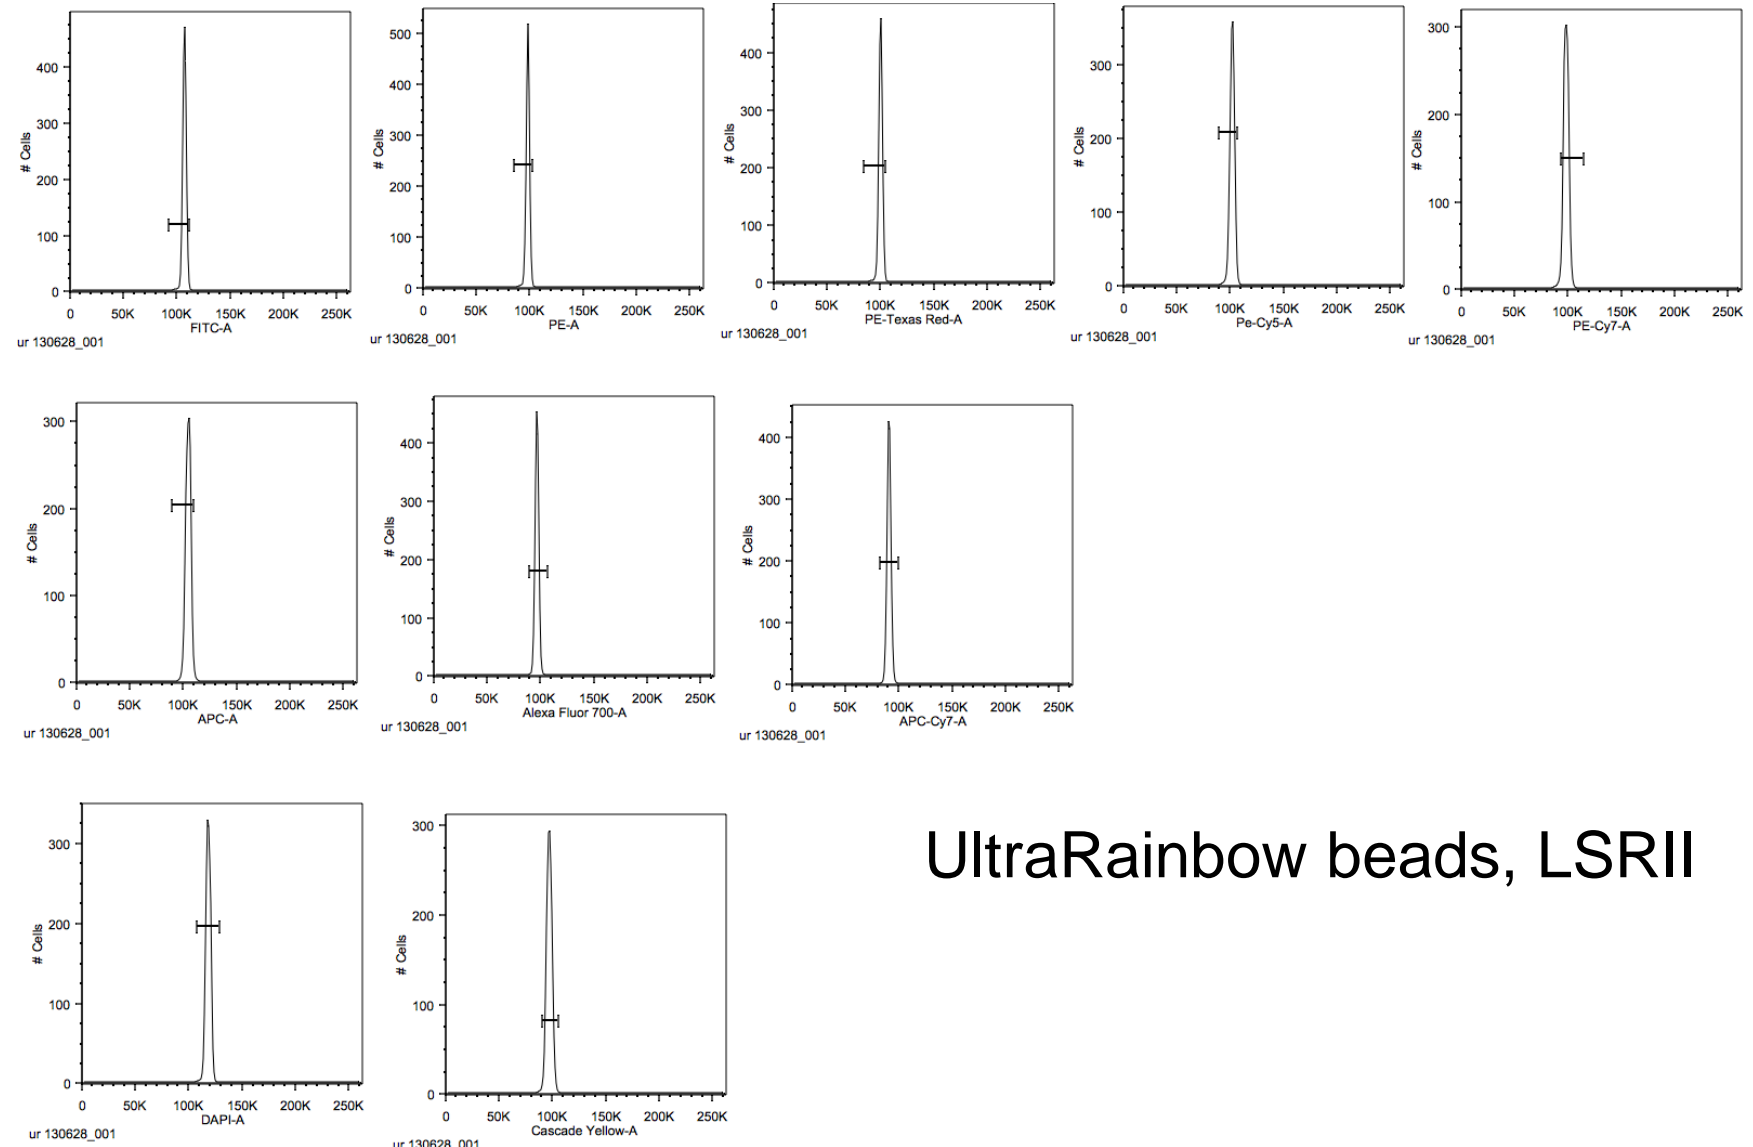 400
300
200
100
0
# Cells
0 50K 100K 150K 200K 250K
FITC-A
ur 130628_001
500
400
300
200
100
0
# Cells
0 50K 100K 150K 200K 250K
PE-A
ur 130628_001
400
300
200
100
0
# Cells
0 50K 100K 150K 200K 250K
PE-Texas Red-A
ur 130628_001
300
200
100
0
# Cells
0 50K 100K 150K 200K 250K
Pe-Cy5-A
ur 130628_001
300
200
100
0
# Cells
0 50K 100K 150K 200K 250K
PE-Cy7-A
ur 130628_001
300
200
100
0
# Cells
0 50K 100K 150K 200K 250K
APC-A
ur 130628_001
400
300
200
100
0
# Cells
0 50K 100K 150K 200K 250K
Alexa Fluor 700-A
ur 130628_001
400
300
200
100
0
# Cells
0 50K 100K 150K 200K 250K
APC-Cy7-A
ur 130628_001
300
200
100
0
# Cells
0 50K 100K 150K 200K 250K
DAPI-A
ur 130628_001
300
200
100
0
# Cells
0 50K 100K 150K 200K 250K
Cascade Yellow-A
ur 130628_001
UltraRainbow beads, LSRII